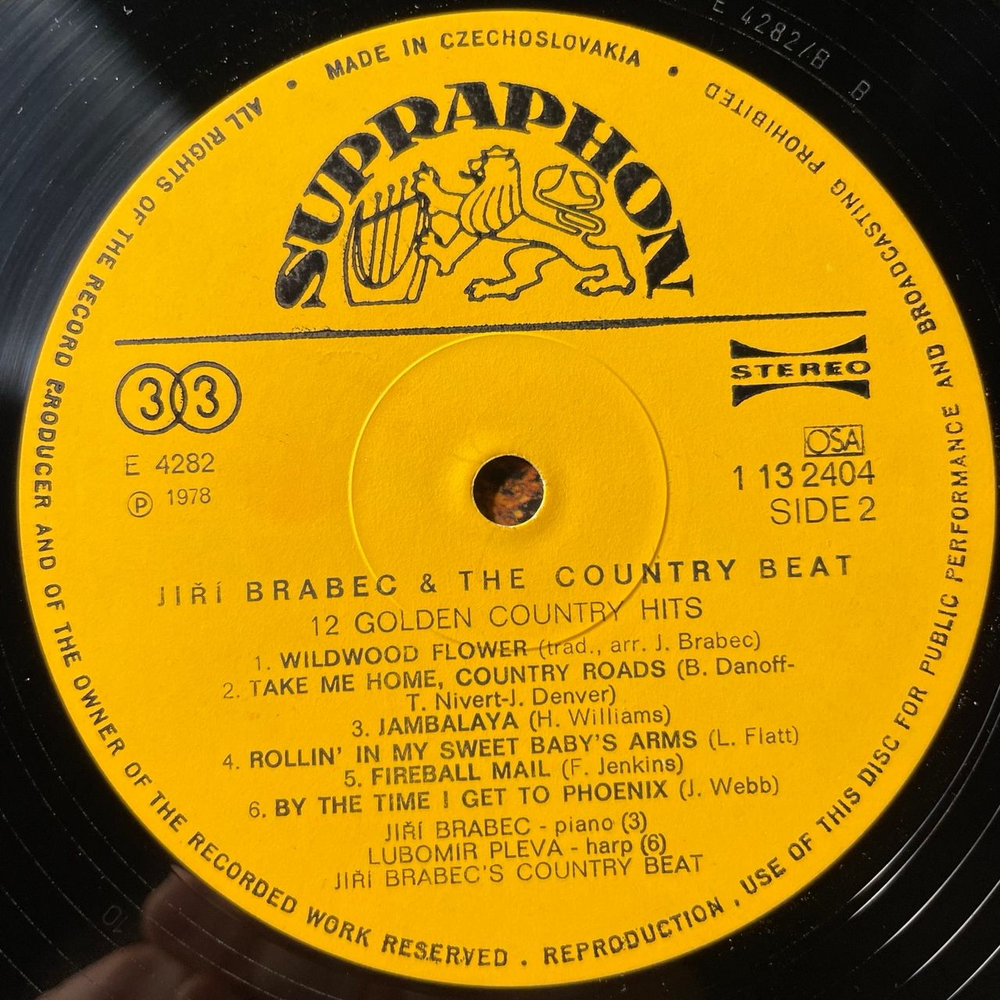 E 4282/B B
MADE IN CZECHOSLOVAKIA
ALL RIGHTS OF THE RECORD PRODUCER AND OF THE OWNER OF THE RECORDED WORK RESERVED . REPRODUCTION , USE OF THIS DISC FOR PUBLIC PERFORMANCE AND BROADCASTING PROHIBITED
SUPRAPHON
33
STEREO
E 4282
Ⓟ 1978
OSA
1 13 2404
SIDE 2
JIŘÍ BRABEC & THE COUNTRY BEAT
12 GOLDEN COUNTRY HITS
1. WILDWOOD FLOWER (trad., arr. J. Brabec)
2. TAKE ME HOME, COUNTRY ROADS (B. Danoff-
T. Nivert-J. Denver)
3. JAMBALAYA (H. Williams)
4. ROLLIN' IN MY SWEET BABY'S ARMS (L. Flatt)
5. FIREBALL MAIL (F. Jenkins)
6. BY THE TIME I GET TO PHOENIX (J. Webb)
JIŘÍ BRABEC - piano (3)
LUBOMIR PLEVA - harp (6)
JIŘÍ BRABEC'S COUNTRY BEAT